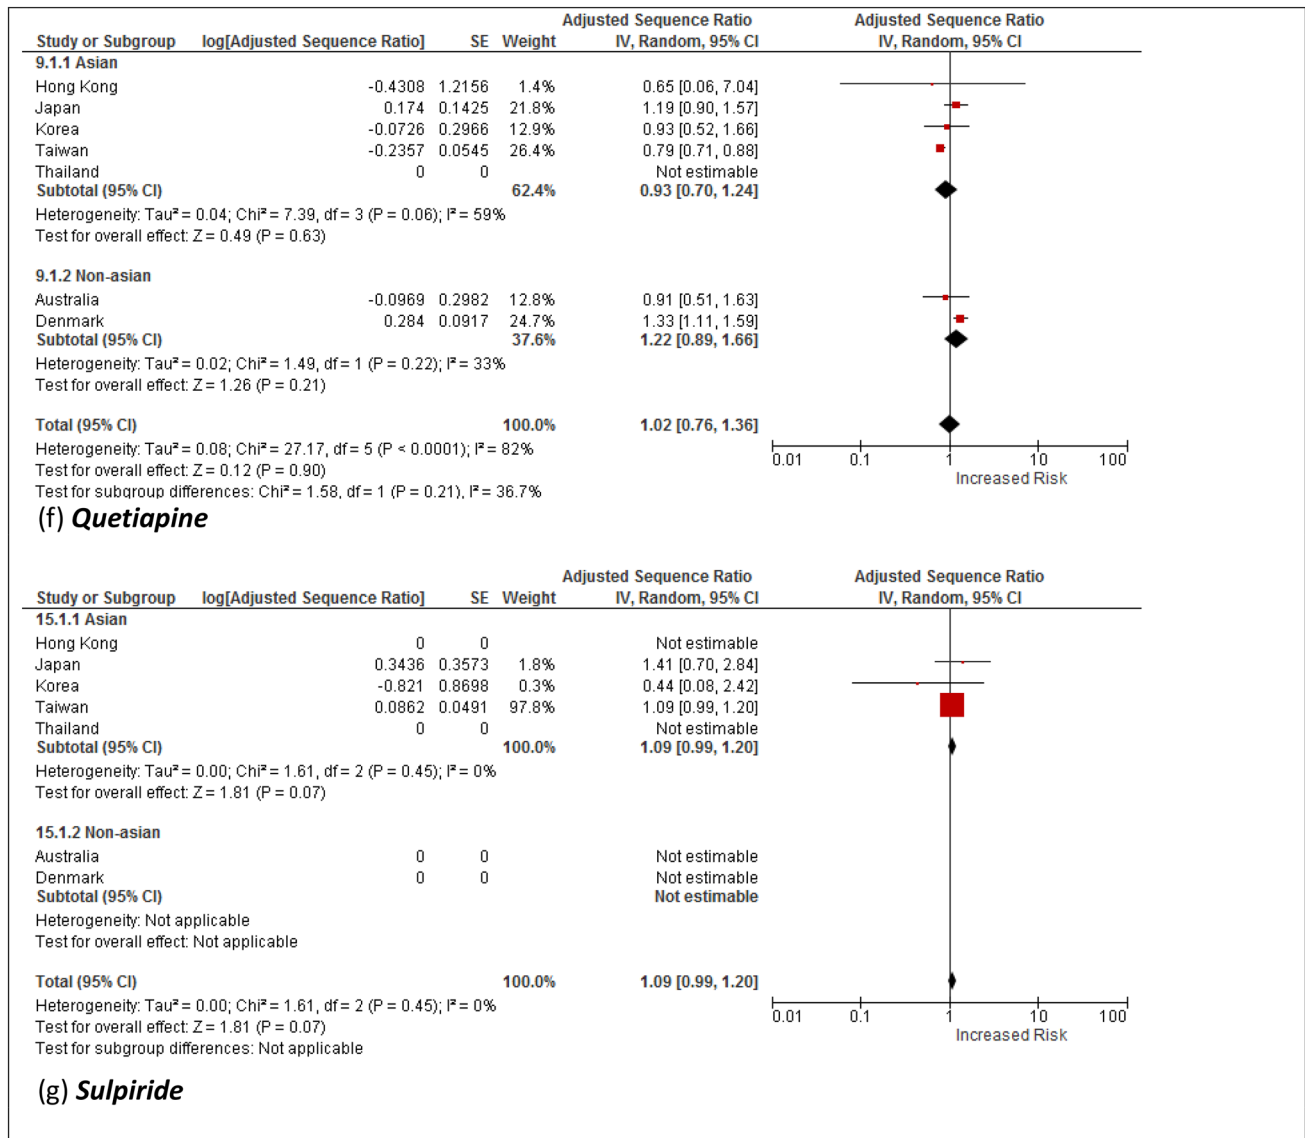 Adjusted Sequence Ratio Adjusted Sequence Ratio
Study or Subgroup log[Adjusted Sequence Ratio] SE Weight IV, Random, 95% CI IV, Random, 95% CI
9.1.1 Asian
Hong Kong -0.4308 1.2156 1.4% 0.65 [0.06, 7.04]
Japan 0.174 0.1425 21.8% 1.19 [0.90, 1.57]
Korea -0.0726 0.2966 12.9% 0.93 [0.52, 1.66]
Taiwan -0.2357 0.0545 26.4% 0.79 [0.71, 0.88]
Thailand 0 0 Not estimable
Subtotal (95% CI) 62.4% 0.93 [0.70, 1.24]
Heterogeneity: Tau² = 0.04; Chi² = 7.39, df = 3 (P = 0.06); I² = 59%
Test for overall effect: Z = 0.49 (P = 0.63)
9.1.2 Non-asian
Australia -0.0969 0.2982 12.8% 0.91 [0.51, 1.63]
Denmark 0.284 0.0917 24.7% 1.33 [1.11, 1.59]
Subtotal (95% CI) 37.6% 1.22 [0.89, 1.66]
Heterogeneity: Tau² = 0.02; Chi² = 1.49, df = 1 (P = 0.22); I² = 33%
Test for overall effect: Z = 1.26 (P = 0.21)
Total (95% CI) 100.0% 1.02 [0.76, 1.36]
Heterogeneity: Tau² = 0.08; Chi² = 27.17, df = 5 (P < 0.0001); I² = 82%
Test for overall effect: Z = 0.12 (P = 0.90)
Test for subgroup differences: Chi² = 1.58, df = 1 (P = 0.21), I² = 36.7%
0.01 0.1 1 10 100
Increased Risk
(f) Quetiapine
Adjusted Sequence Ratio Adjusted Sequence Ratio
Study or Subgroup log[Adjusted Sequence Ratio] SE Weight IV, Random, 95% CI IV, Random, 95% CI
15.1.1 Asian
Hong Kong 0 0 Not estimable
Japan 0.3436 0.3573 1.8% 1.41 [0.70, 2.84]
Korea -0.821 0.8698 0.3% 0.44 [0.08, 2.42]
Taiwan 0.0862 0.0491 97.8% 1.09 [0.99, 1.20]
Thailand 0 0 Not estimable
Subtotal (95% CI) 100.0% 1.09 [0.99, 1.20]
Heterogeneity: Tau² = 0.00; Chi² = 1.61, df = 2 (P = 0.45); I² = 0%
Test for overall effect: Z = 1.81 (P = 0.07)
15.1.2 Non-asian
Australia 0 0 Not estimable
Denmark 0 0 Not estimable
Subtotal (95% CI) Not estimable
Heterogeneity: Not applicable
Test for overall effect: Not applicable
Total (95% CI) 100.0% 1.09 [0.99, 1.20]
Heterogeneity: Tau² = 0.00; Chi² = 1.61, df = 2 (P = 0.45); I² = 0%
Test for overall effect: Z = 1.81 (P = 0.07)
Test for subgroup differences: Not applicable
0.01 0.1 1 10 100
Increased Risk
(g) Sulpiride